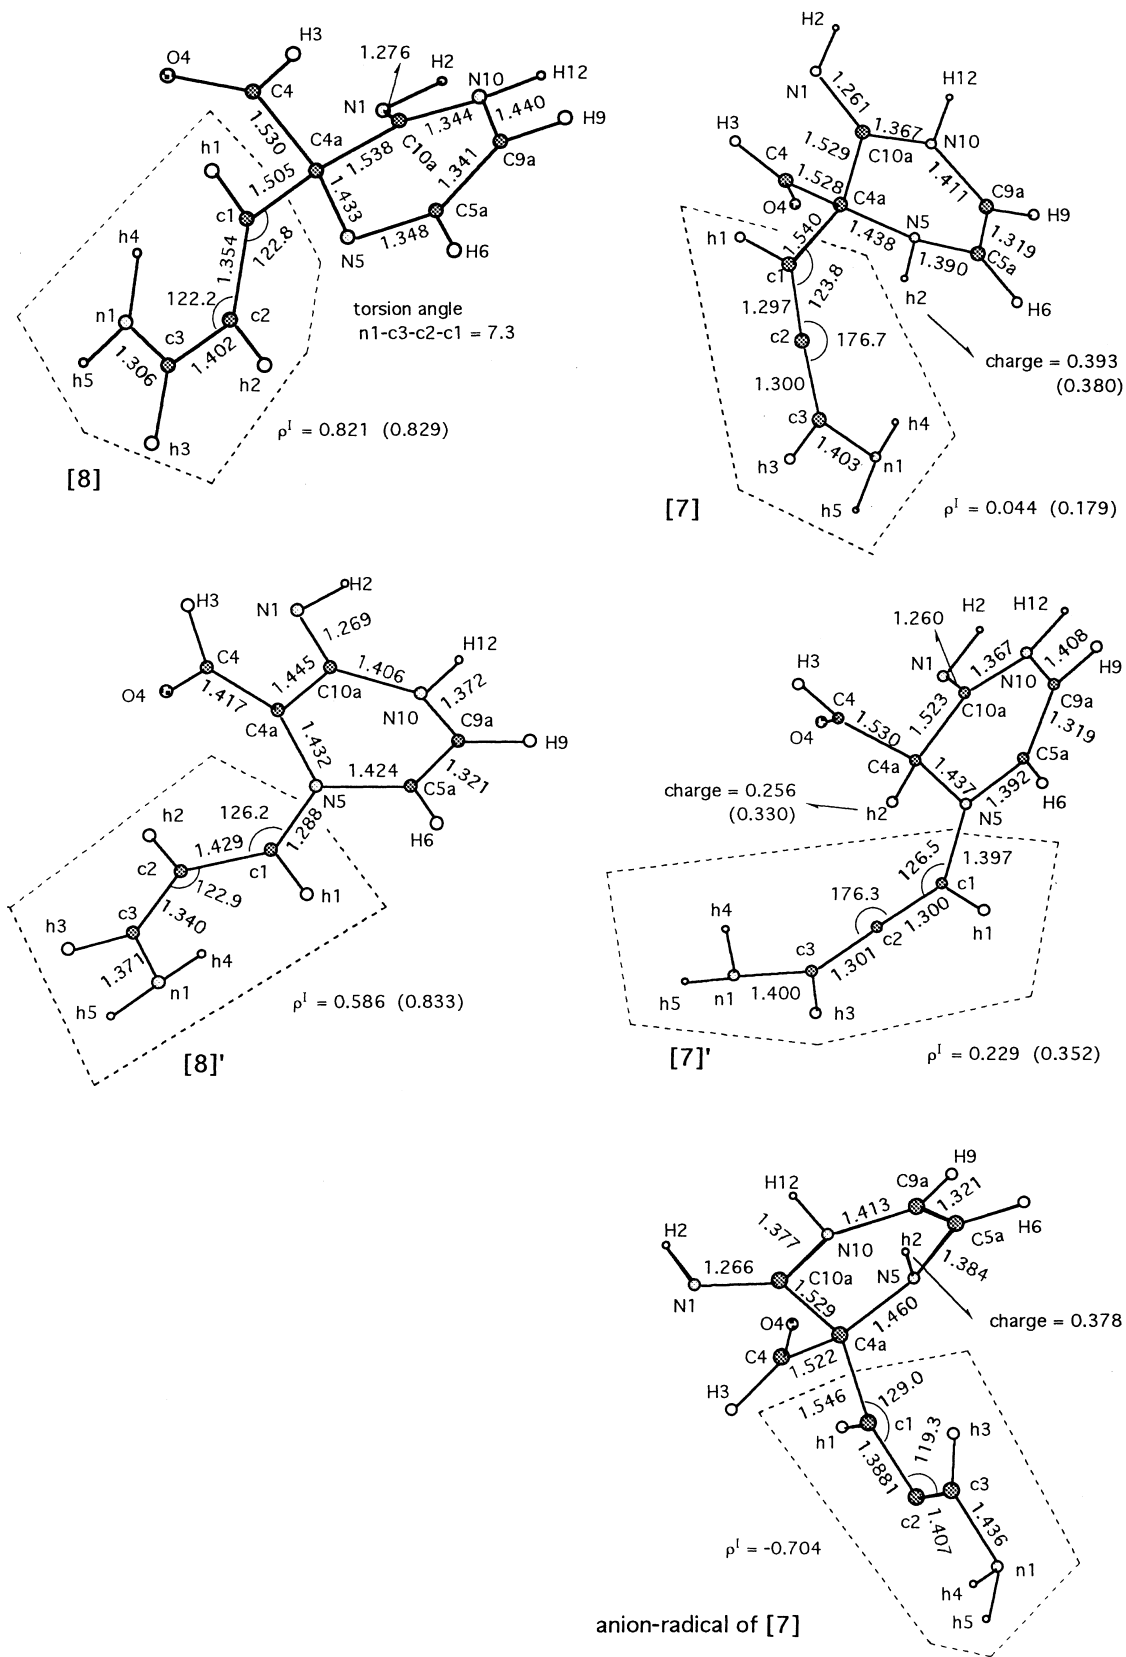 H3
O4
1.276
H2
N10
H12
C4
N1
1.344
1.440
H9
1.530
C4a
1.538
C10a
1.341
C9a
h1
1.505
1.433
c1
C5a
1.348
H6
N5
h4
1.354
122.8
122.2
n1
c3
c2
torsion angle
n1-c3-c2-c1 = 7.3
1.306
1.402
h5
h2
h3
ρI = 0.821 (0.829)
[8]
H2
N1
1.261
H12
H3
1.367
N10
C4
1.529
C10a
1.528
1.411
C9a
O4
C4a
N5
H9
h1
1.540
1.438
1.319
1.390
C5a
c1
123.8
h2
H6
1.297
c2
176.7
charge = 0.393
(0.380)
1.300
c3
h4
h3
1.403
n1
h5
[7]
ρI = 0.044 (0.179)
H3
N1
H2
1.269
H12
C4
1.445
C10a
1.406
1.372
O4
1.417
N10
C9a
C4a
H9
1.432
1.424
C5a
1.321
N5
h2
126.2
1.288
H6
1.429
c2
c1
122.9
h1
c3
1.340
h3
h4
1.371
n1
h5
ρI = 0.586 (0.833)
[8]'
H2
H12
1.260
1.367
1.408
H3
N1
H9
C4
N10
C10a
C9a
1.523
O4
1.530
1.319
C4a
C5a
1.437
1.392
charge = 0.256
(0.330)
h2
H6
N5
126.5
1.397
c1
176.3
h4
1.300
c2
h1
c3
1.301
h5
n1
1.400
h3
ρI = 0.229 (0.352)
[7]'
H9
H12
C9a
1.413
1.321
H2
1.377
H6
N10
h2
C5a
1.266
C10a
N5
1.384
N1
1.529
1.460
O4
charge = 0.378
C4
C4a
1.522
H3
1.546
129.0
c1
h1
119.3
h3
1.3881
c3
c2
1.407
1.436
ρI = -0.704
n1
h4
h5
anion-radical of [7]